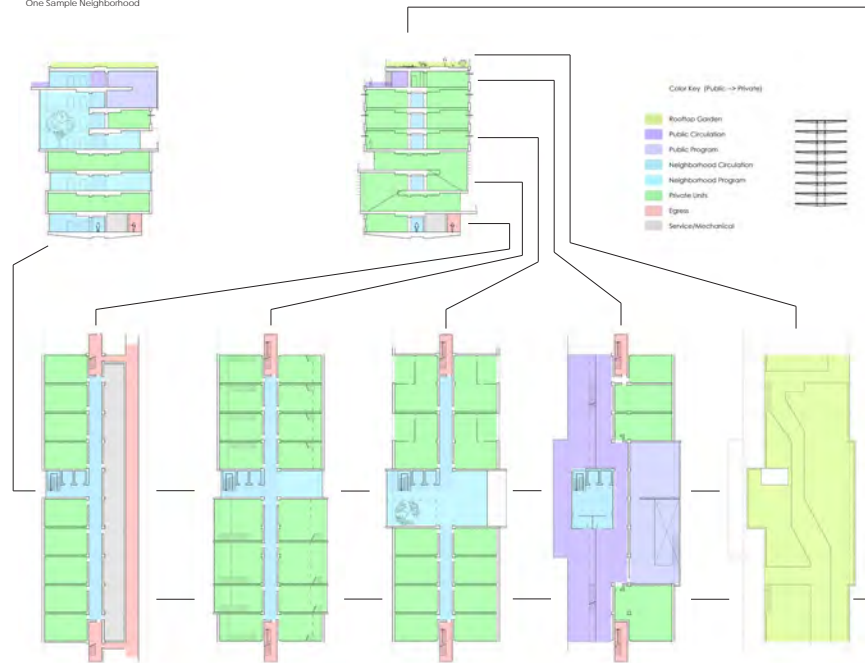 One Sample Neighborhood
Color Key (Public --> Private)
Rooftop Garden
Public Circulation
Public Program
Neighborhood Circulation
Neighborhood Program
Private Units
Egress
Service/Mechanical